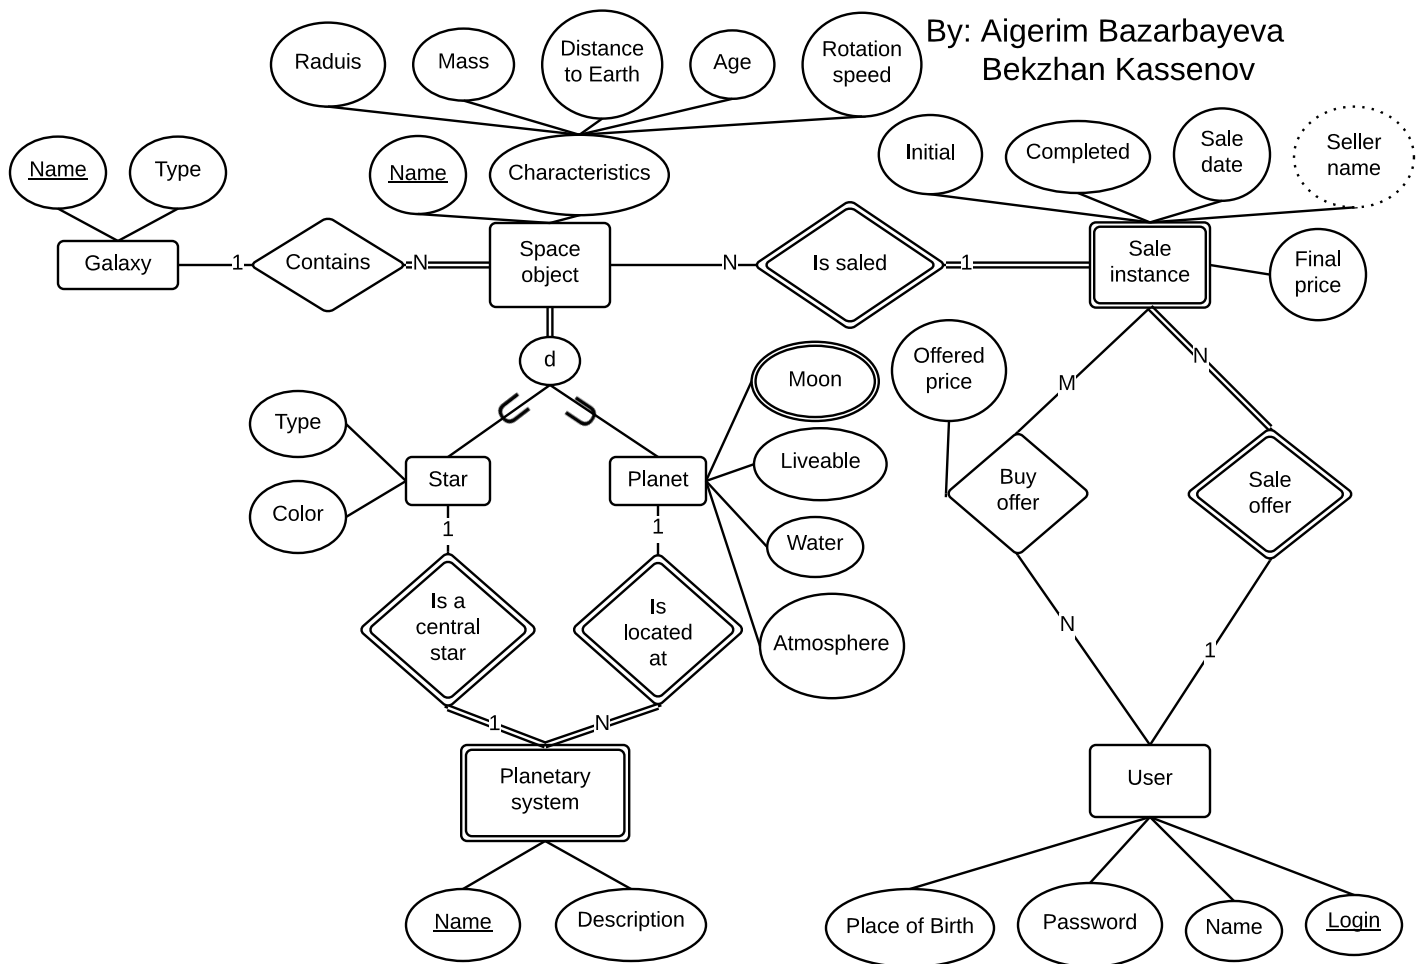 By: Aigerim Bazarbayeva
Bekzhan Kassenov
Raduis
Mass
Distance
to Earth
Age
Rotation
speed
Name
Type
Name
Characteristics
Initial
Completed
Sale
date
Seller
name
Galaxy
1
Contains
N
Space
object
N
Is saled
1
Sale
instance
Final
price
d
Moon
Offered
price
M
N
Type
Liveable
Star
Planet
Color
Water
Buy
offer
Sale
offer
1
1
Is a
central
star
Is
located
at
Atmosphere
N
1
1
N
Planetary
system
User
Name
Description
Place of Birth
Password
Name
Login